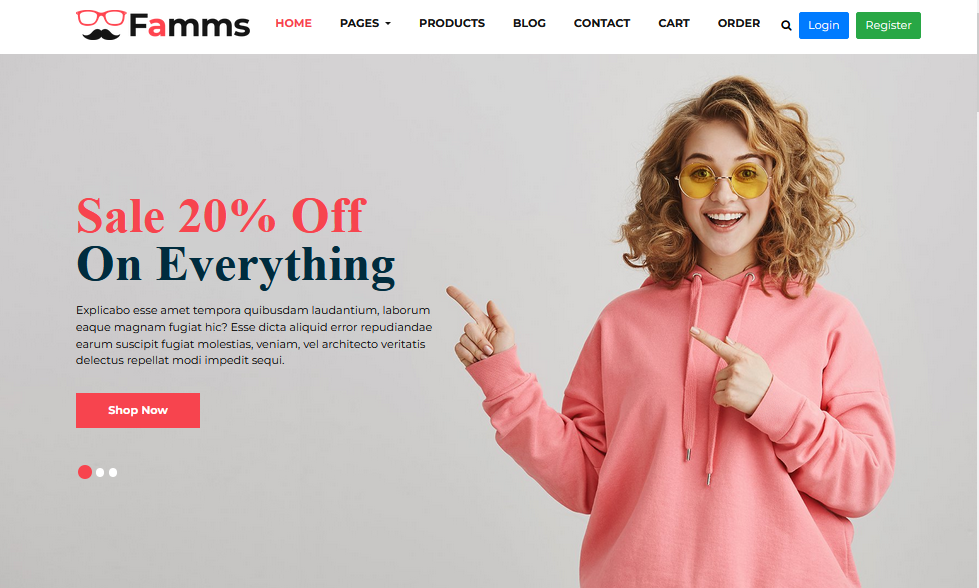 Famms
HOME PAGES PRODUCTS BLOG CONTACT CART ORDER Login Register
Sale 20% Off
On Everything
Explicabo esse amet tempora quibusdam laudantium, laborum
eaque magnam fugiat hic? Esse dicta aliquid error repudiandae
earum suscipit fugiat molestias, veniam, vel architecto veritatis
delectus repellat modi impedit sequi.
Shop Now